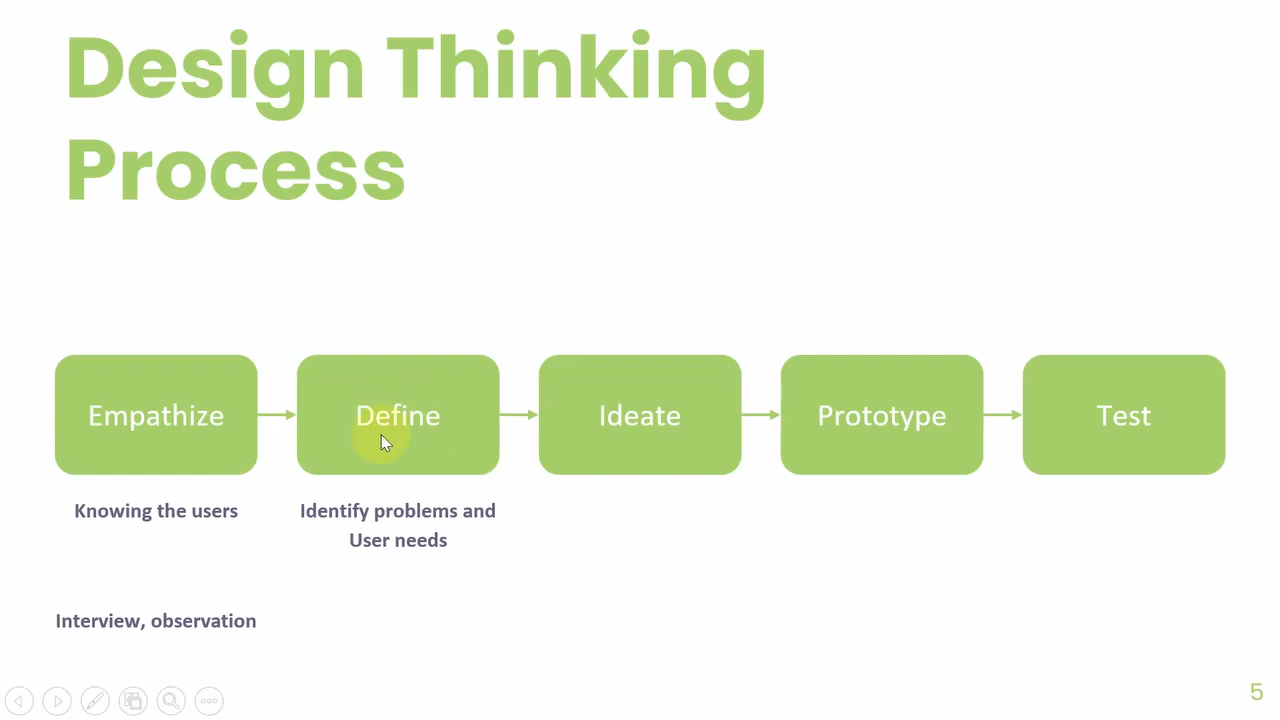 Design Thinking
Process
Empathize
Define
Ideate
Prototype
Test
Knowing the users
Identify problems and
User needs
Interview, observation
5